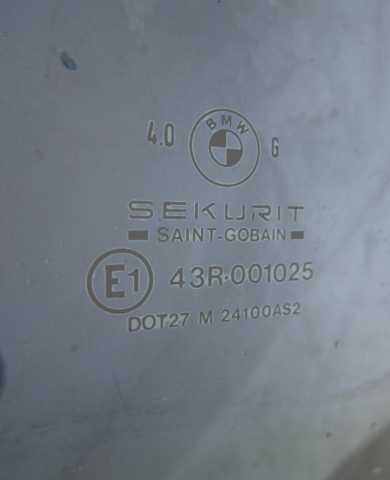 BMW
4.0 G
SEKURIT
SAINT-GOBAIN
E1 43R-001025
DOT27 M 24100AS2